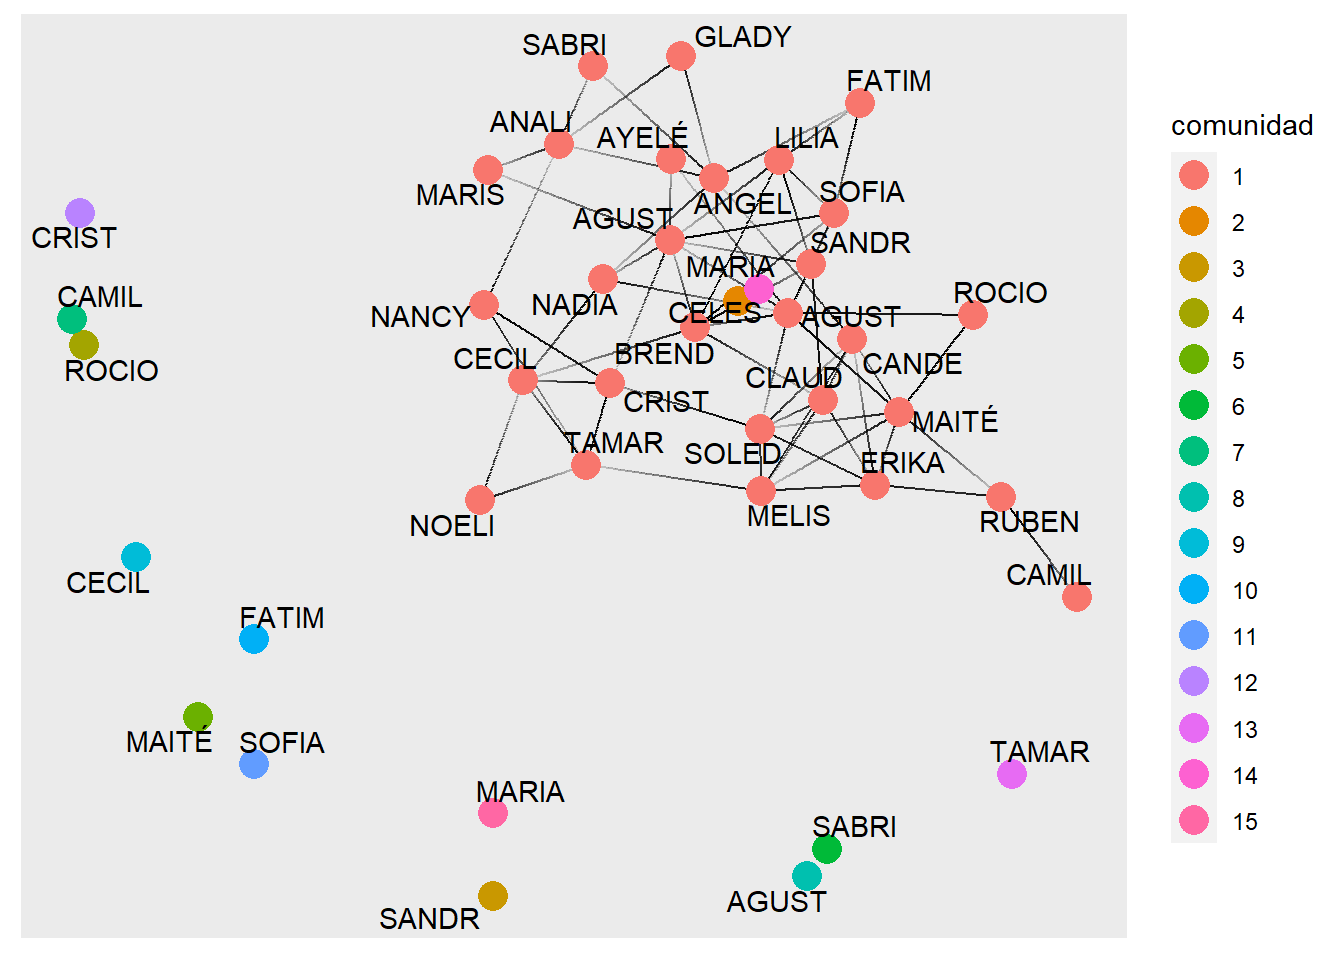 SABRI
GLADY
FATIM
ANALI
AYELÉ
LILIA
MARIS
ANGEL
SOFIA
AGUST
SANDR
CRIST
MARIA
CAMIL
NANCY
NADIA
CELES
AGUST
ROCIO
ROCIO
CECIL
BREND
CLAUD
CANDE
CRIST
MAITÉ
TAMAR
SOLED
ERIKA
NOELI
MELIS
RUBEN
CECIL
CAMIL
FATIM
MAITÉ
SOFIA
TAMAR
MARIA
SABRI
AGUST
SANDR
comunidad
1
2
3
4
5
6
7
8
9
10
11
12
13
14
15